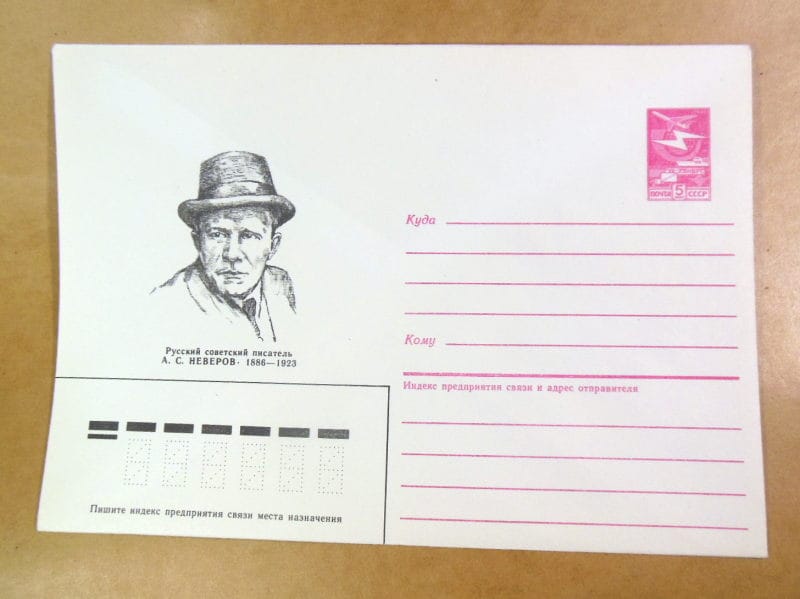 Русский советский писатель
А. С. НЕВЕРОВ · 1886—1923
Пишите индекс предприятия связи места назначения
ПОЧТА 5 СССР
Куда
Кому
Индекс предприятия связи и адрес отправителя